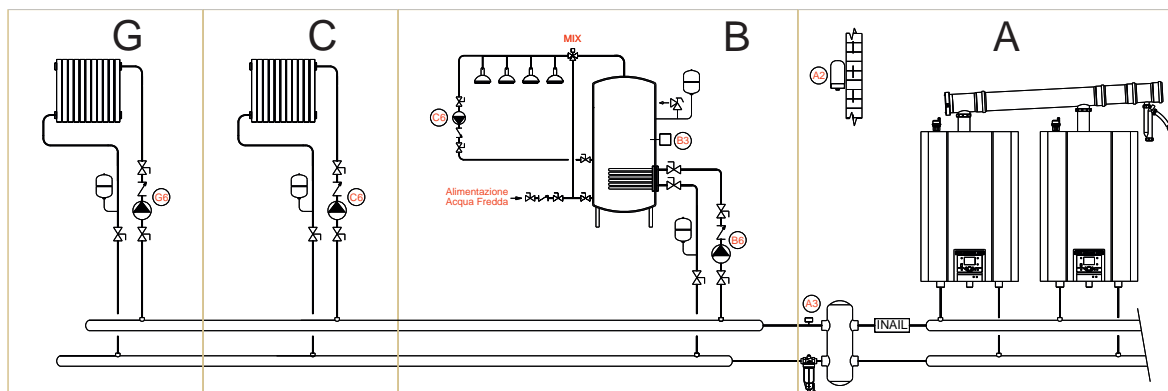 G
C
B
A
MIX
A2
C6
B3
Alimentazione
Acqua Fredda
G6
C6
B6
A3
INAIL